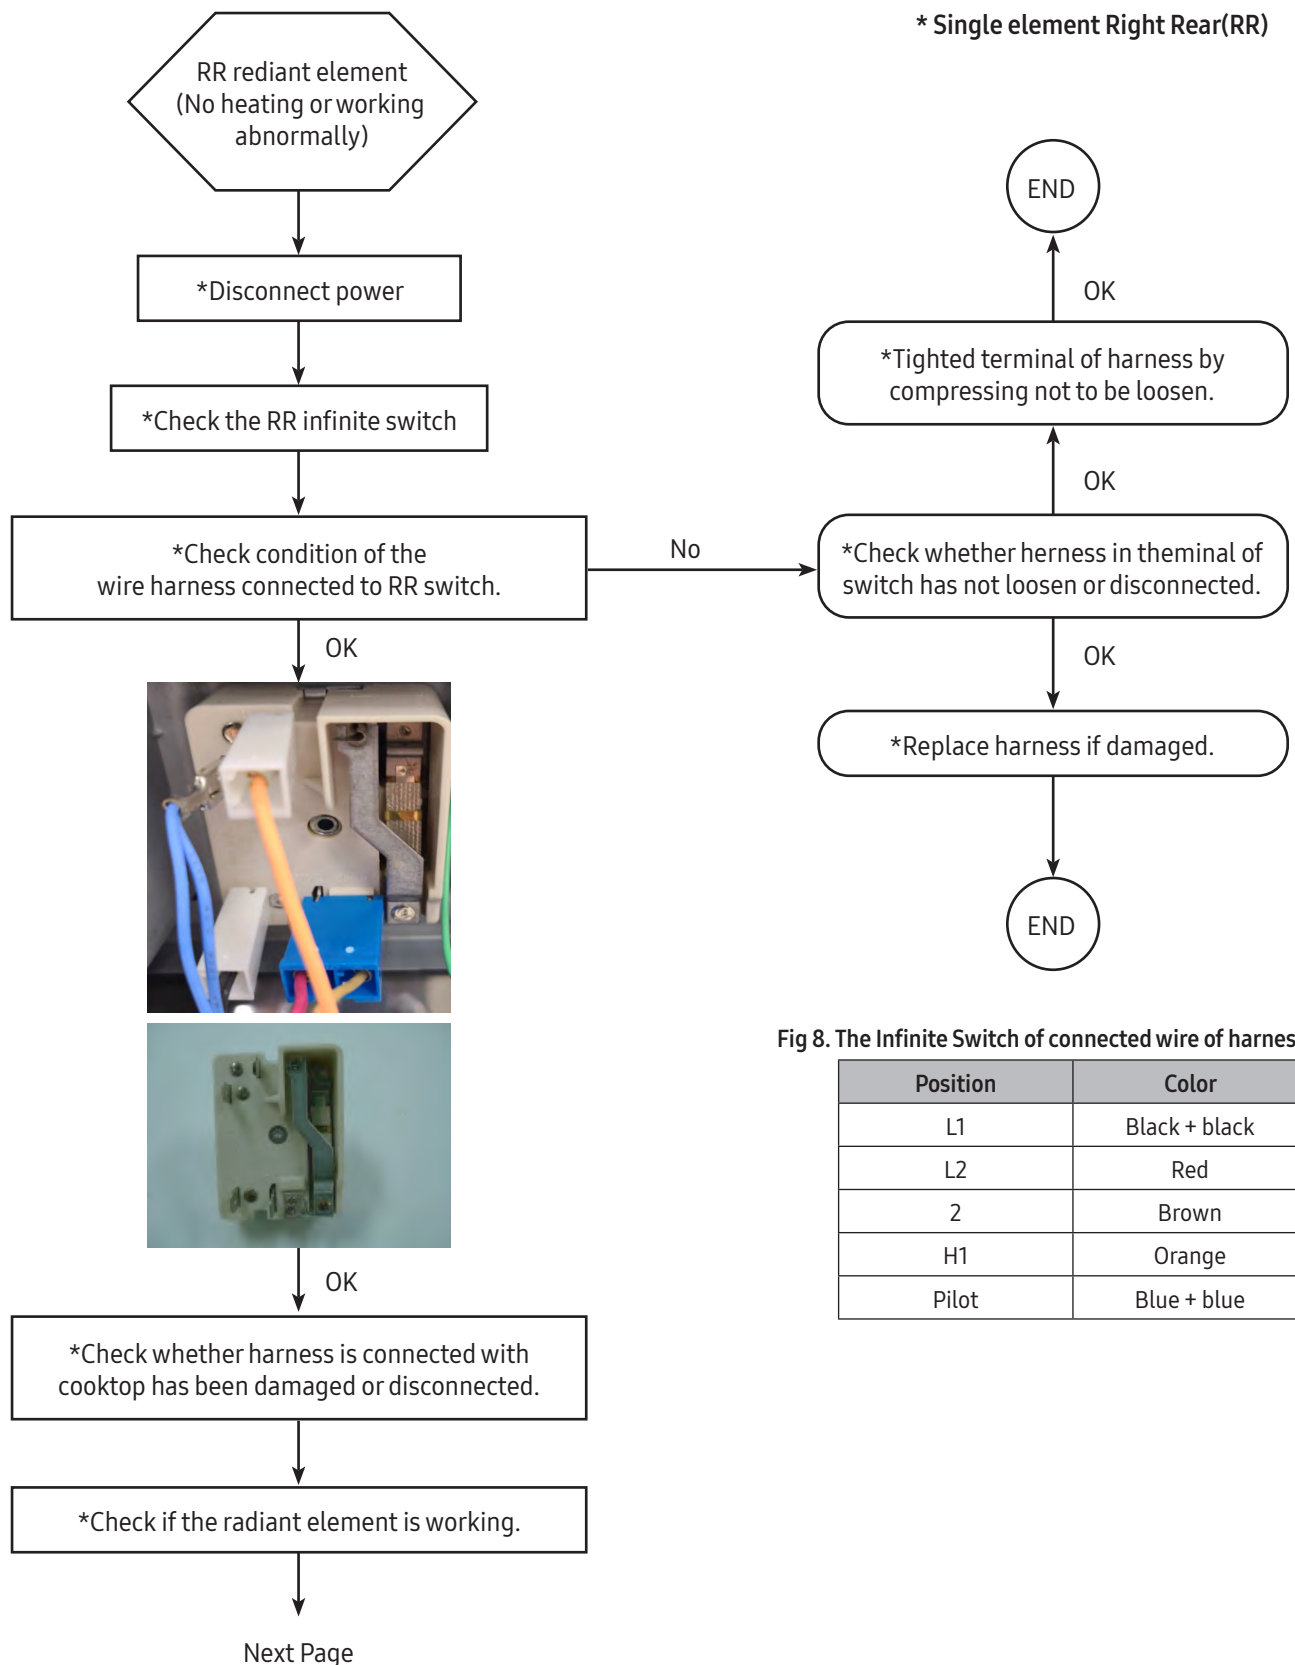 * Single element Right Rear(RR)
RR rediant element
(No heating or working
abnormally)
*Disconnect power
*Check the RR infinite switch
*Check condition of the
wire harness connected to RR switch.
No
OK
OK
*Check whether harness is connected with
cooktop has been damaged or disconnected.
*Check if the radiant element is working.
Next Page
END
OK
*Tighted terminal of harness by
compressing not to be loosen.
OK
*Check whether herness in theminal of
switch has not loosen or disconnected.
OK
*Replace harness if damaged.
END
Fig 8. The Infinite Switch of connected wire of harnes
Position Color
L1 Black + black
L2 Red
2 Brown
H1 Orange
Pilot Blue + blue